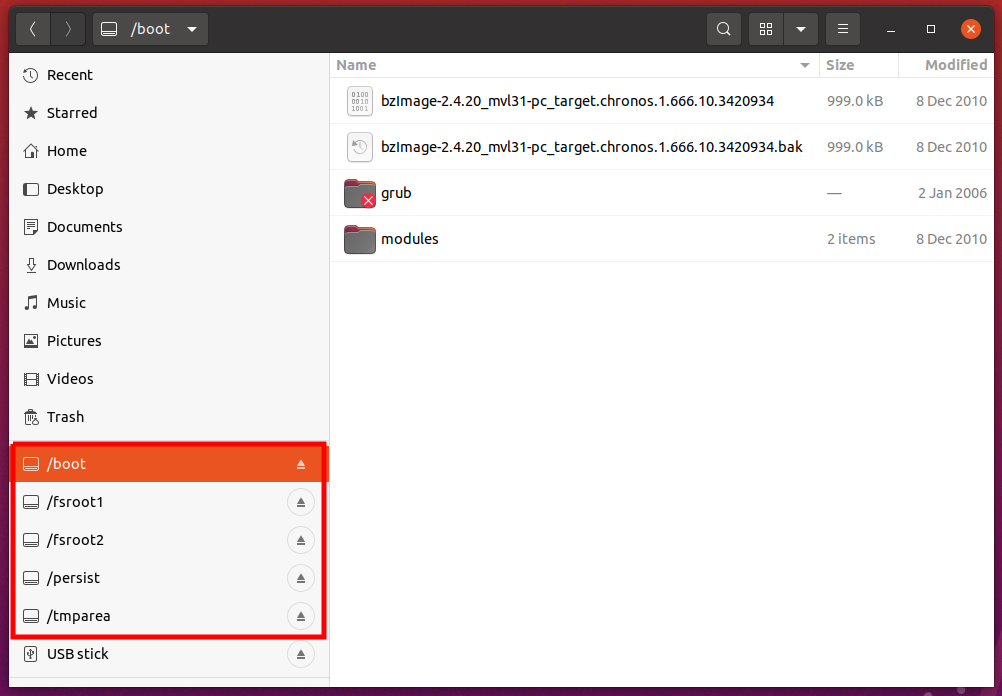 /boot
Recent
Starred
Home
Desktop
Documents
Downloads
Music
Pictures
Videos
Trash
/boot
/fsroot1
/fsroot2
/persist
/tmparea
USB stick
Name Size Modified
bzImage-2.4.20_mvl31-pc_target.chronos.1.666.10.3420934 999.0 kB 8 Dec 2010
bzImage-2.4.20_mvl31-pc_target.chronos.1.666.10.3420934.bak 999.0 kB 8 Dec 2010
grub — 2 Jan 2006
modules 2 items 8 Dec 2010